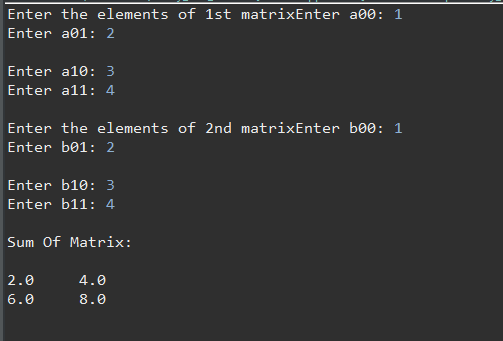 Enter the elements of 1st matrixEnter a00: 1
Enter a01: 2
Enter a10: 3
Enter a11: 4
Enter the elements of 2nd matrixEnter b00: 1
Enter b01: 2
Enter b10: 3
Enter b11: 4
Sum Of Matrix:
2.0 4.0
6.0 8.0